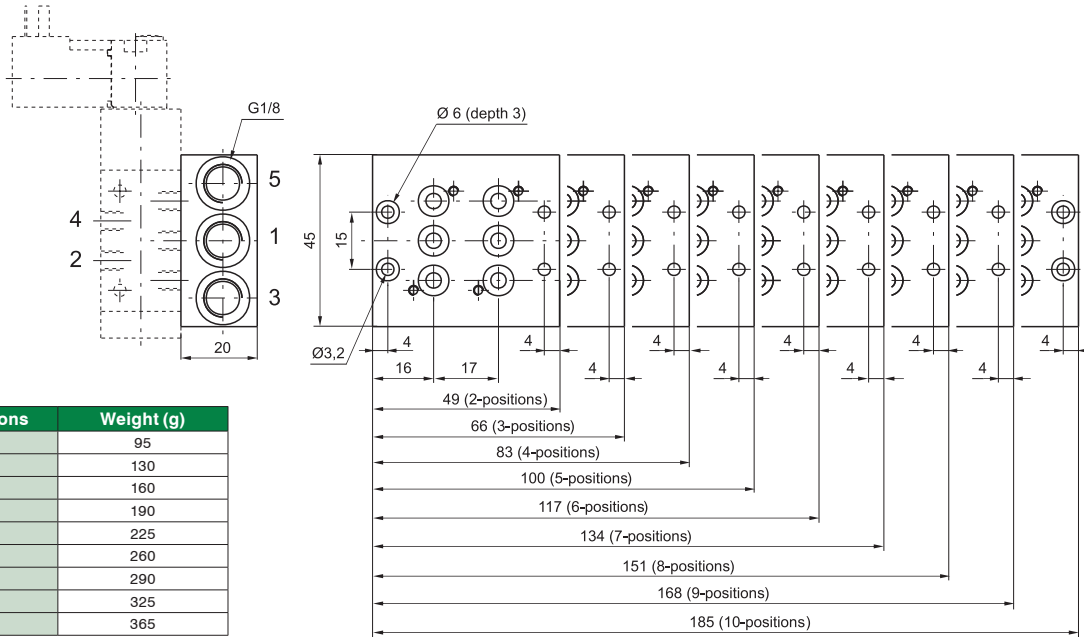 G1/8
Ø 6 (depth 3)
5
4
1
2
3
45
15
20
Ø3,2
4
4
4
4
4
4
16
17
4
4
4
4
49 (2-positions)
66 (3-positions)
83 (4-positions)
100 (5-positions)
117 (6-positions)
134 (7-positions)
151 (8-positions)
168 (9-positions)
185 (10-positions)
ons Weight (g)
95
130
160
190
225
260
290
325
365